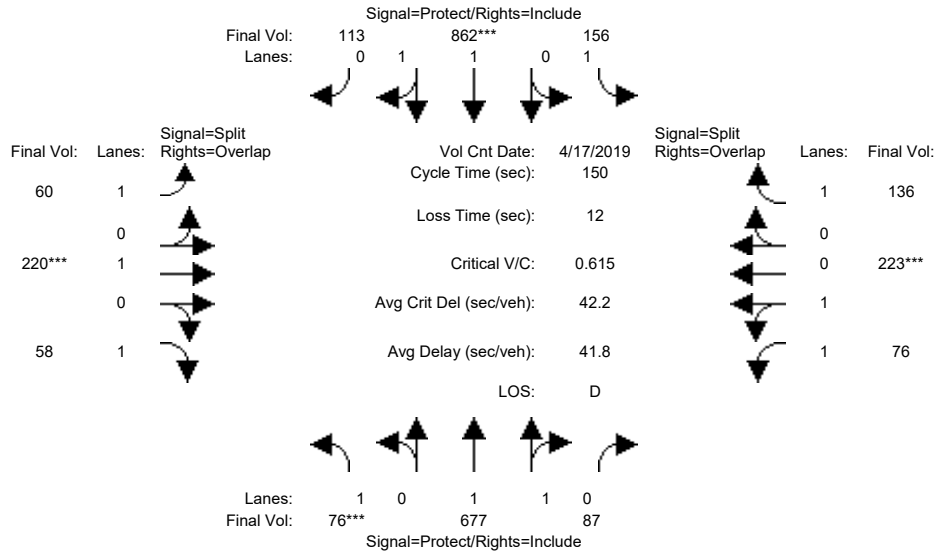 Signal=Protect/Rights=Include
Final Vol: 113 862*** 156
Lanes: 0 1 1 0 1
Signal=Split Signal=Split
Final Vol: Lanes: Rights=Overlap Vol Cnt Date: 4/17/2019 Rights=Overlap Lanes: Final Vol:
Cycle Time (sec): 150
60 1 1 136
Loss Time (sec): 12
0 0
220*** 1 Critical V/C: 0.615 0 223***
0 Avg Crit Del (sec/veh): 42.2 1
58 1 Avg Delay (sec/veh): 41.8 1 76
LOS: D
Lanes: 1 0 1 1 0
Final Vol: 76*** 677 87
Signal=Protect/Rights=Include